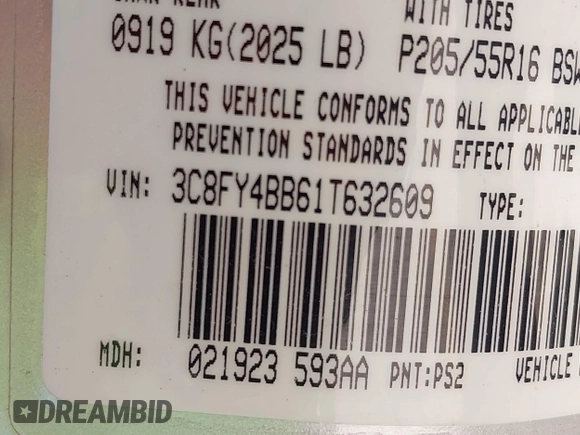 WITH TIRES
0919 KG(2025 LB) P205/55R16 BSW
THIS VEHICLE CONFORMS TO ALL APPLICABL
PREVENTION STANDARDS IN EFFECT ON THE
VIN: 3C8FY4BB61T632609 TYPE:
MDH: 021923 593AA PNT:PS2 VEHICLE
DREAMBID